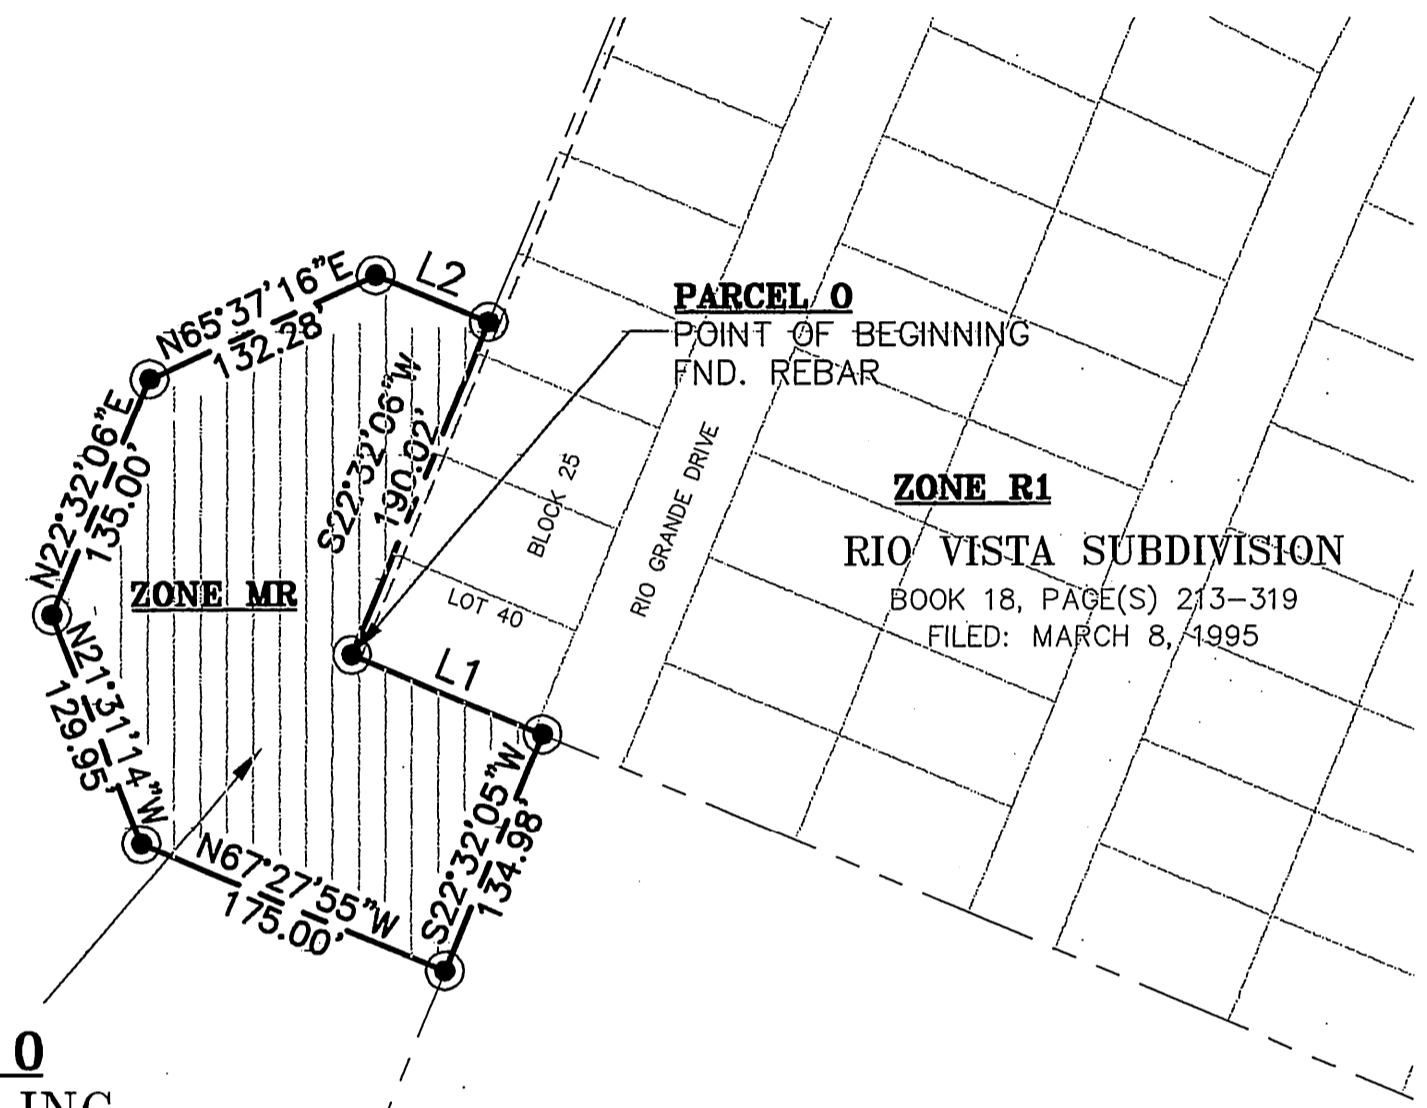 N65°37'16"E
132.28'
L2
PARCEL O
POINT OF BEGINNING
FND. REBAR
N22°32'06"E
135.00'
S22°32'06"W
190.02'
BLOCK 25
RIO GRANDE DRIVE
ZONE R1
RIO VISTA SUBDIVISION
BOOK 18, PAGE(S) 213-319
FILED: MARCH 8, 1995
ZONE MR
LOT 40
L1
N21°31'14"W
129.95'
S22°32'05"W
134.98'
N67°27'55"W
175.00'
O
INC